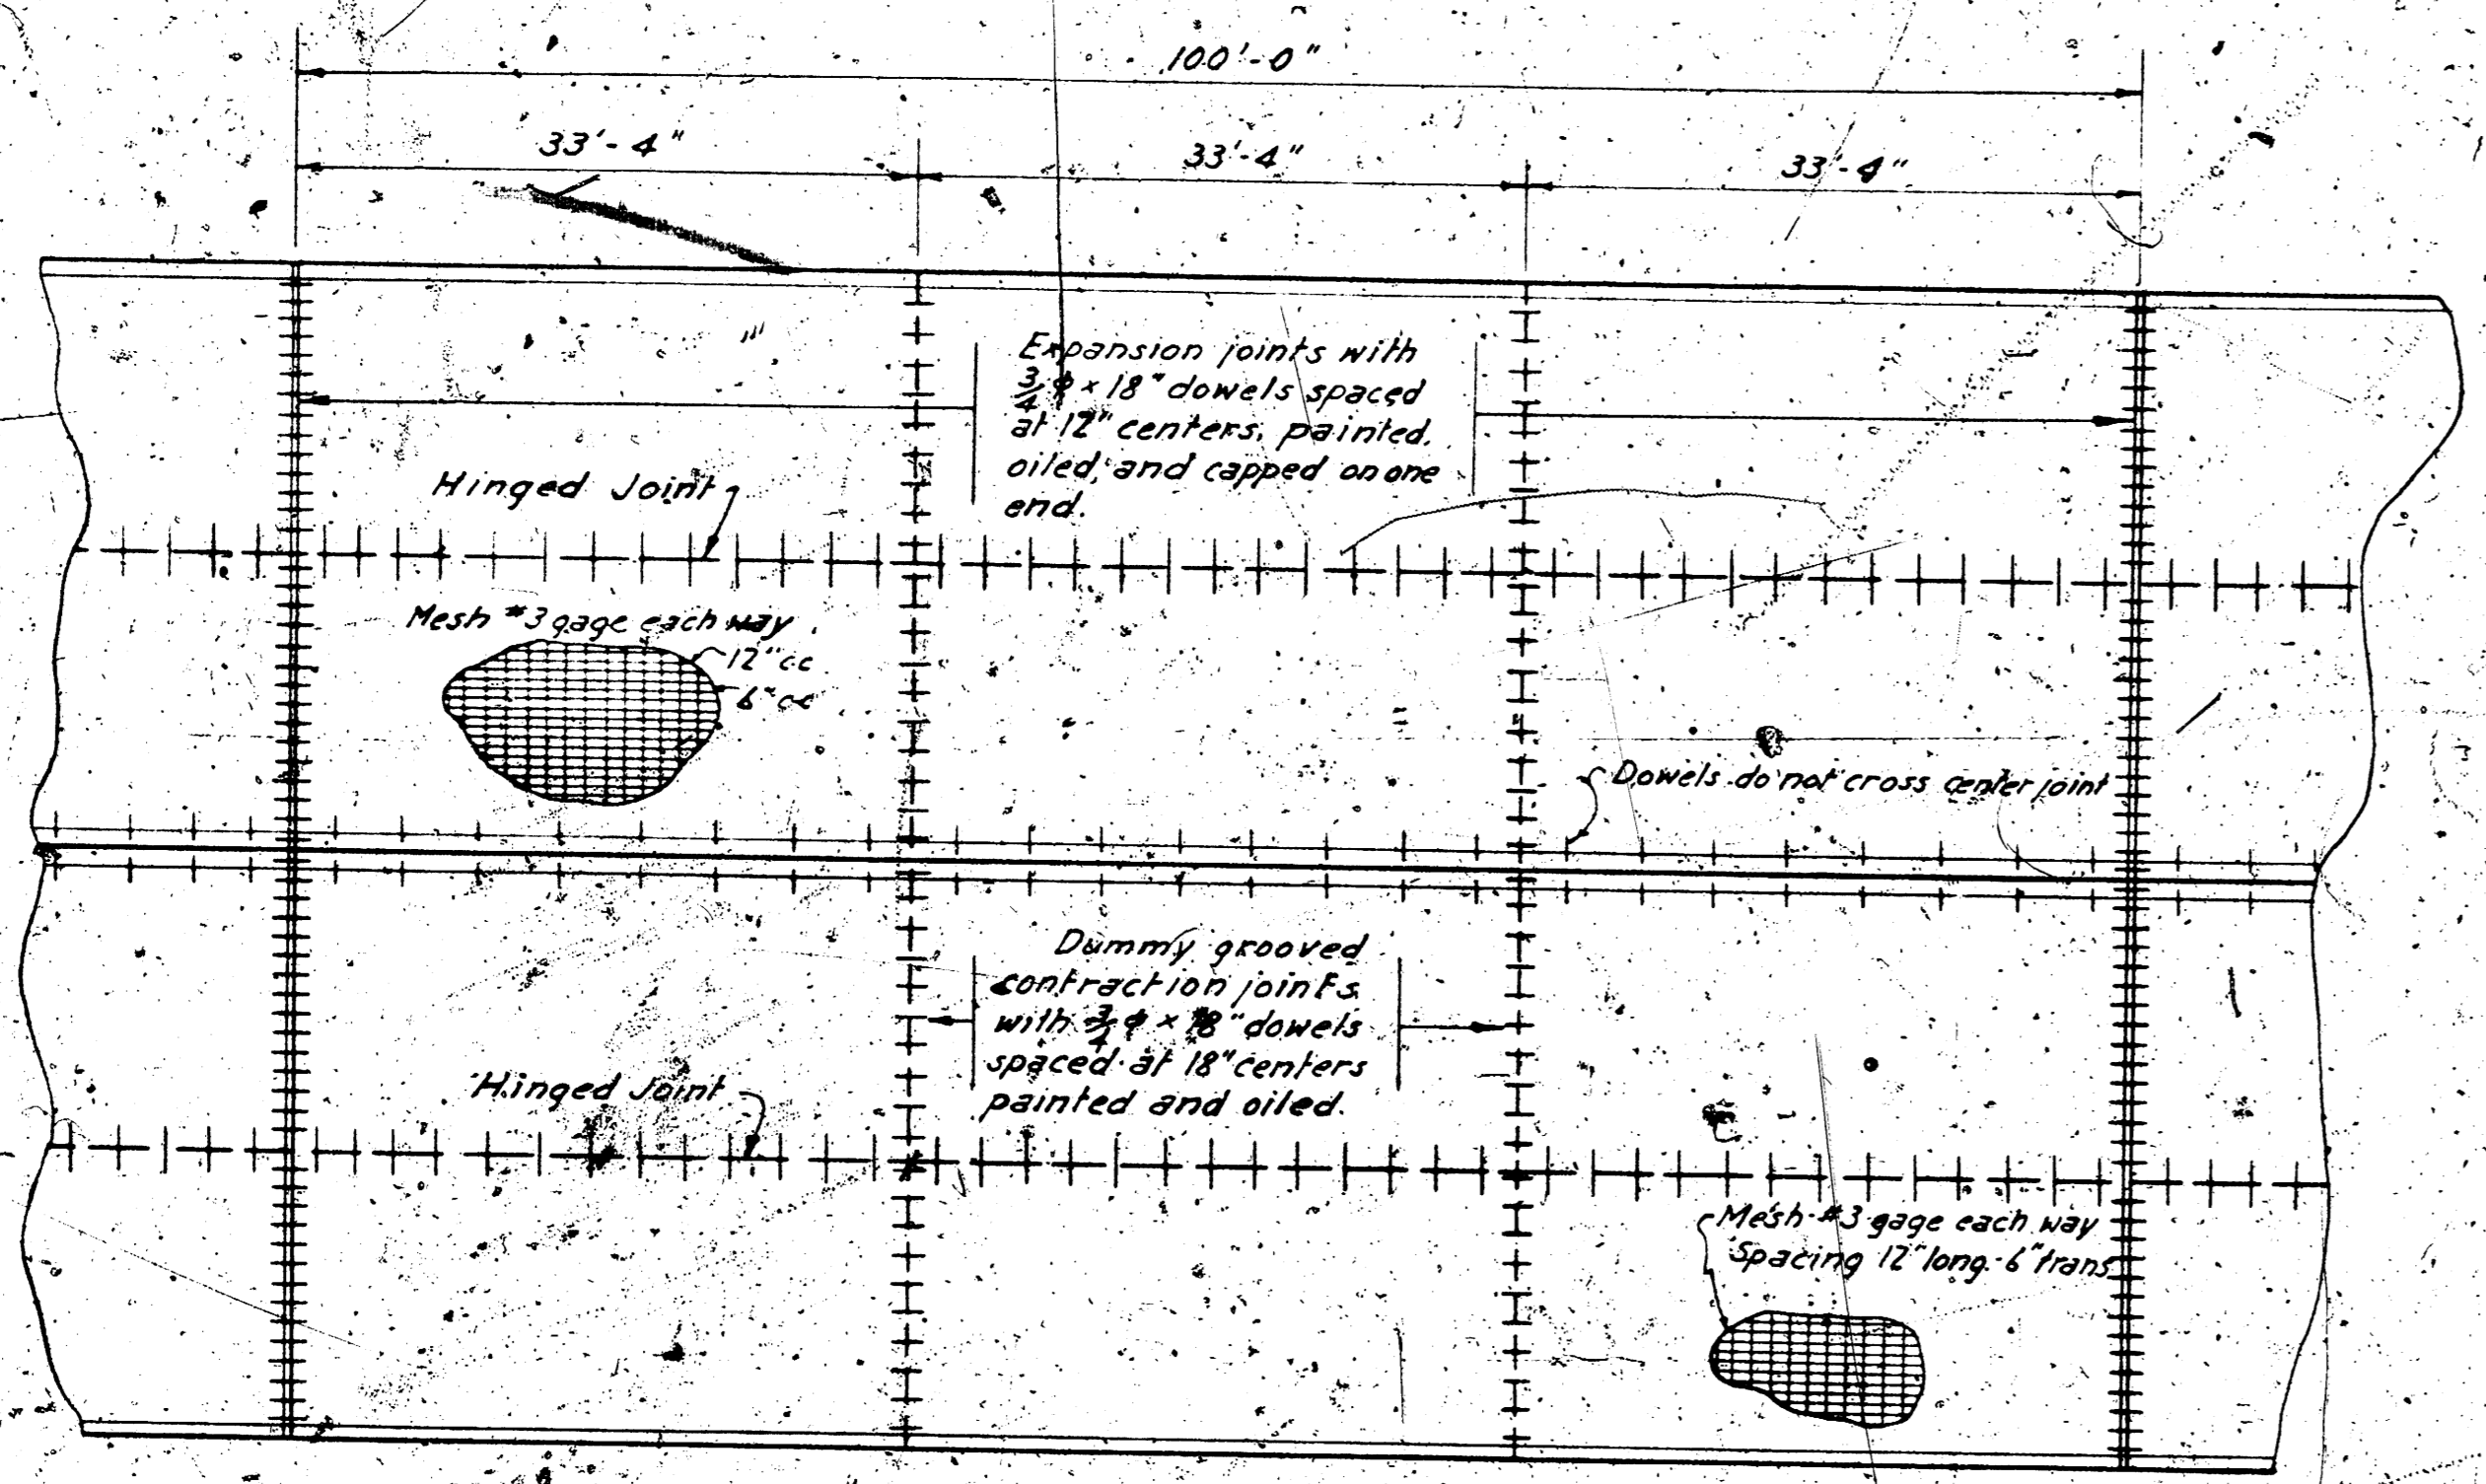 100'-0"
33'-4"
33'-4"
33'-4"
Expansion joints with
3/4 ϕ x 18" dowels spaced
at 12" centers, painted,
oiled, and capped on one
end.
Hinged Joint
Mesh #3 gage each way
12" c.c
6" c.c
Dowels do not cross center joint
Dummy grooved
contraction joints
with 3/4 ϕ x 18" dowels
spaced at 18" centers
painted and oiled.
Hinged Joint
Mesh #3 gage each way
Spacing 12" long.-6" trans